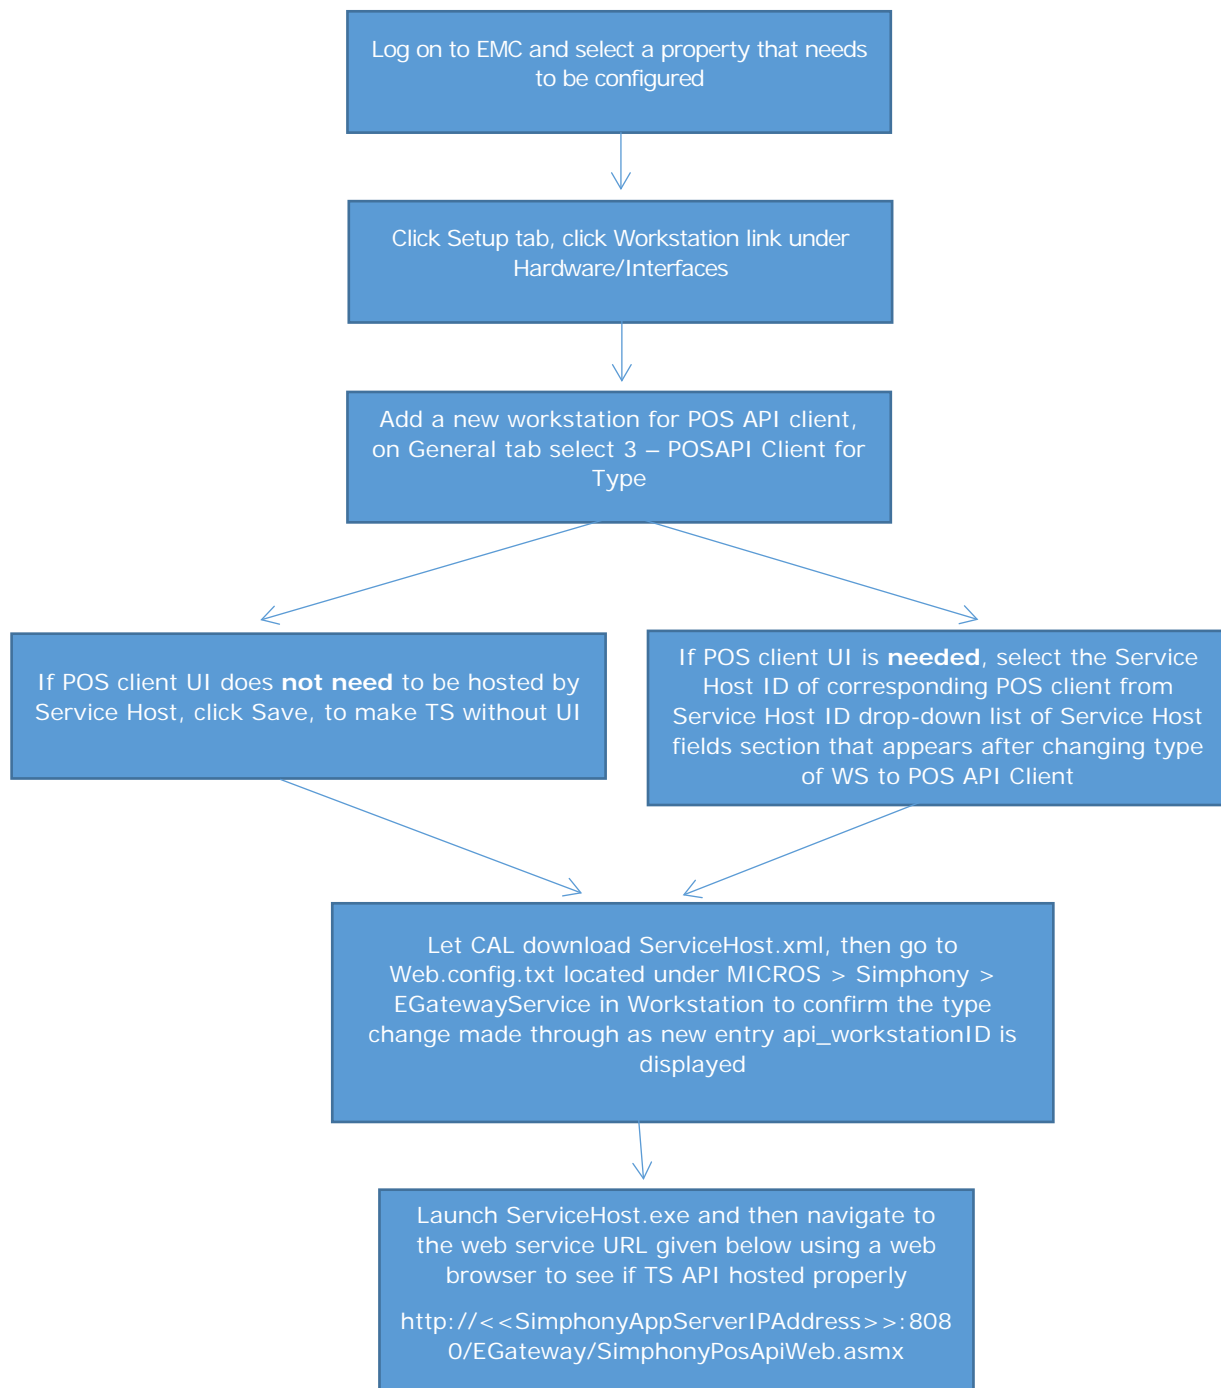 Log on to EMC and select a property that needs
to be configured
Click Setup tab, click Workstation link under
Hardware/Interfaces
Add a new workstation for POS API client,
on General tab select 3 – POSAPI Client for
Type
If POS client UI does not need to be hosted by
Service Host, click Save, to make TS without UI
If POS client UI is needed, select the Service
Host ID of corresponding POS client from
Service Host ID drop-down list of Service Host
fields section that appears after changing type
of WS to POS API Client
Let CAL download ServiceHost.xml, then go to
Web.config.txt located under MICROS > Simphony >
EGatewayService in Workstation to confirm the type
change made through as new entry api_workstationID is
displayed
Launch ServiceHost.exe and then navigate to
the web service URL given below using a web
browser to see if TS API hosted properly
http://<<SimphonyAppServerIPAddress>>:808
0/EGateway/SimphonyPosApiWeb.asmx